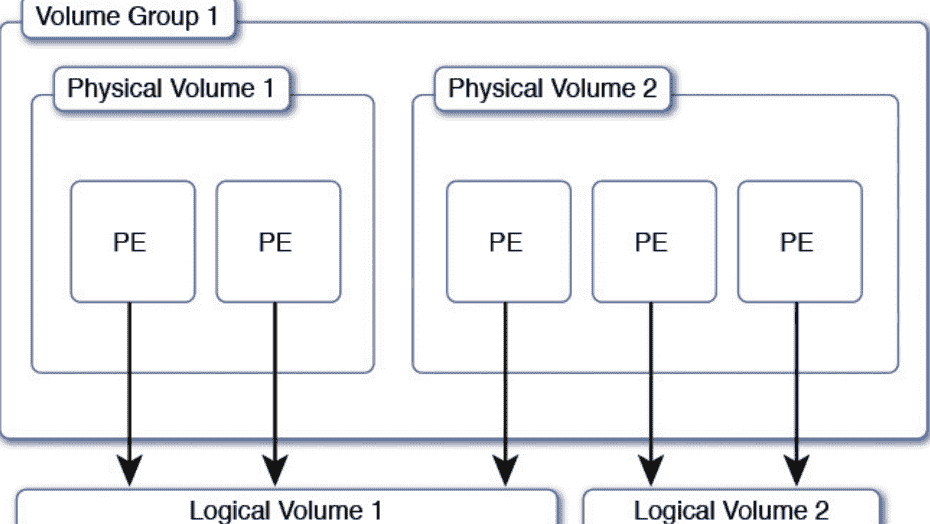 Volume Group 1
Physical Volume 1
Physical Volume 2
PE
PE
PE
PE
PE
Logical Volume 1
Logical Volume 2